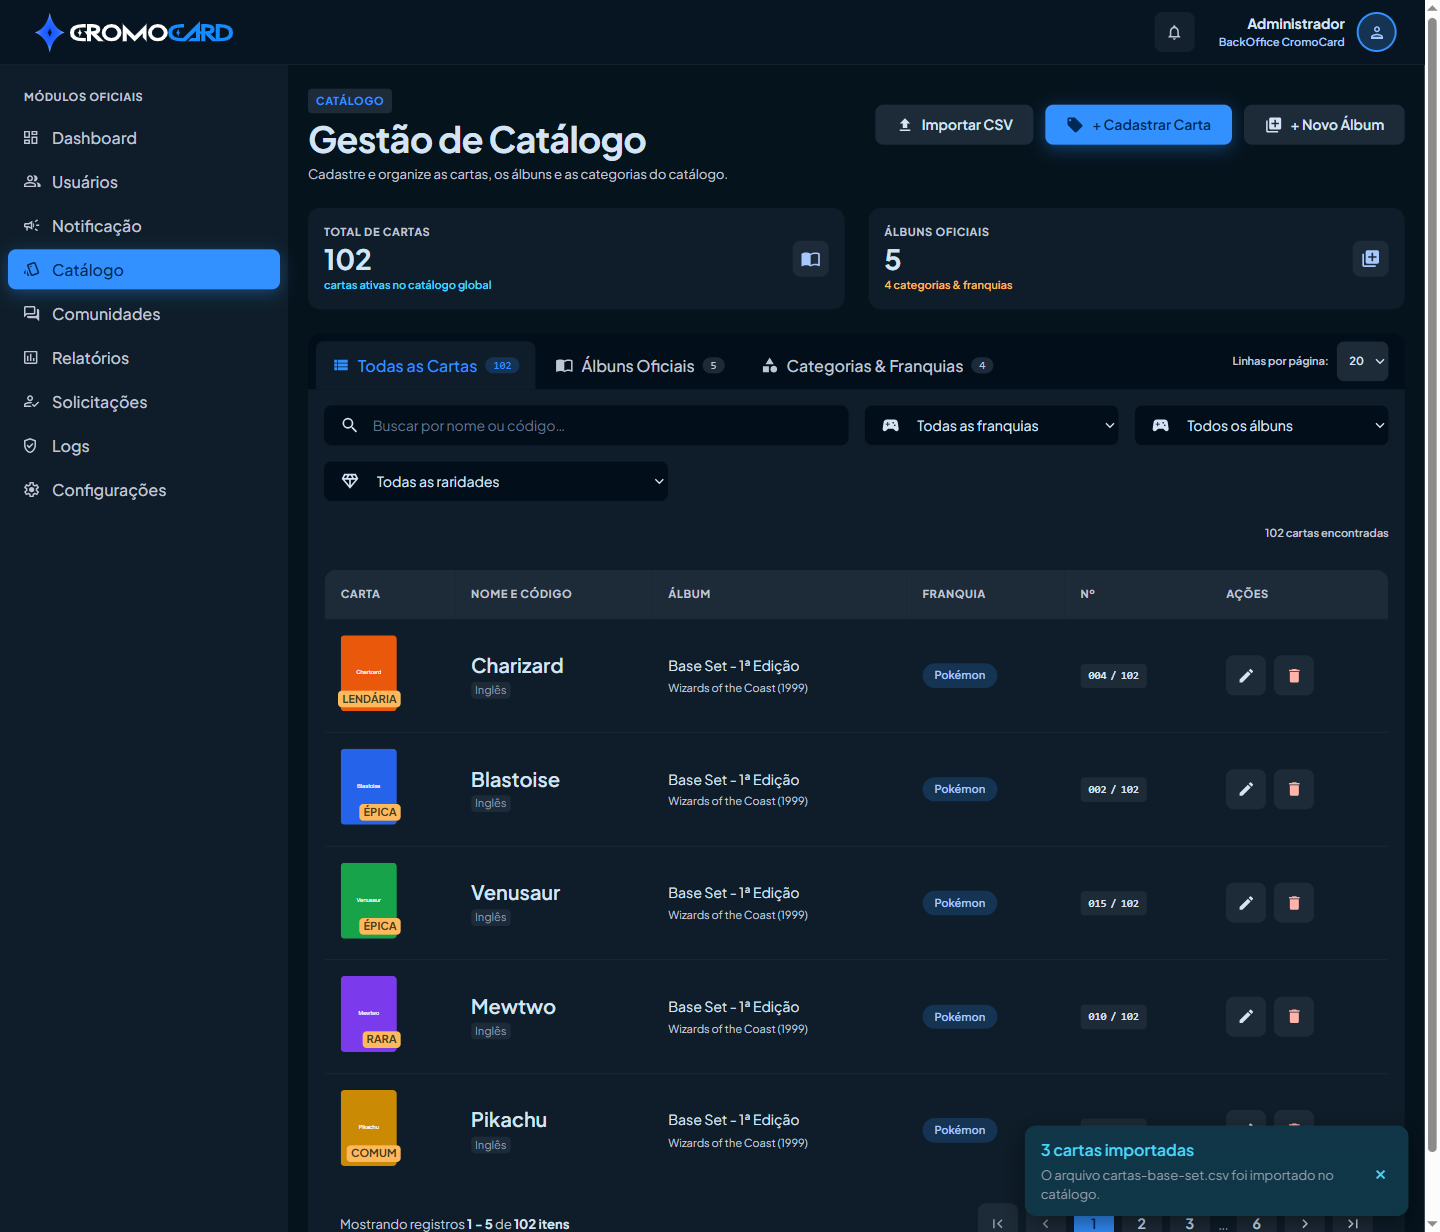 CROMOCARD
Administrador
BackOffice CromoCard
MÓDULOS OFICIAIS
Dashboard
Usuários
Notificação
Catálogo
Comunidades
Relatórios
Solicitações
Logs
Configurações
CATÁLOGO
Gestão de Catálogo
Cadastre e organize as cartas, os álbuns e as categorias do catálogo.
Importar CSV
+ Cadastrar Carta
+ Novo Álbum
TOTAL DE CARTAS
102
cartas ativas no catálogo global
ÁLBUNS OFICIAIS
5
4 categorias & franquias
Todas as Cartas 102
Álbuns Oficiais 5
Categorias & Franquias 4
Linhas por página: 20
Buscar por nome ou código...
Todas as franquias
Todos os álbuns
Todas as raridades
102 cartas encontradas
CARTA NOME E CÓDIGO ÁLBUM FRANQUIA Nº AÇÕES
Charizard
LENDÁRIA
Charizard
Inglês
Base Set - 1ª Edição
Wizards of the Coast (1999)
Pokémon
004 / 102
Blastoise
ÉPICA
Blastoise
Inglês
Base Set - 1ª Edição
Wizards of the Coast (1999)
Pokémon
002 / 102
Venusaur
ÉPICA
Venusaur
Inglês
Base Set - 1ª Edição
Wizards of the Coast (1999)
Pokémon
015 / 102
Mewtwo
RARA
Mewtwo
Inglês
Base Set - 1ª Edição
Wizards of the Coast (1999)
Pokémon
010 / 102
Pikachu
COMUM
Pikachu
Inglês
Base Set - 1ª Edição
Wizards of the Coast (1999)
Pokémon
3 cartas importadas
O arquivo cartas-base-set.csv foi importado no
catálogo.
Mostrando registros 1 - 5 de 102 itens
1 2 3 ... 6